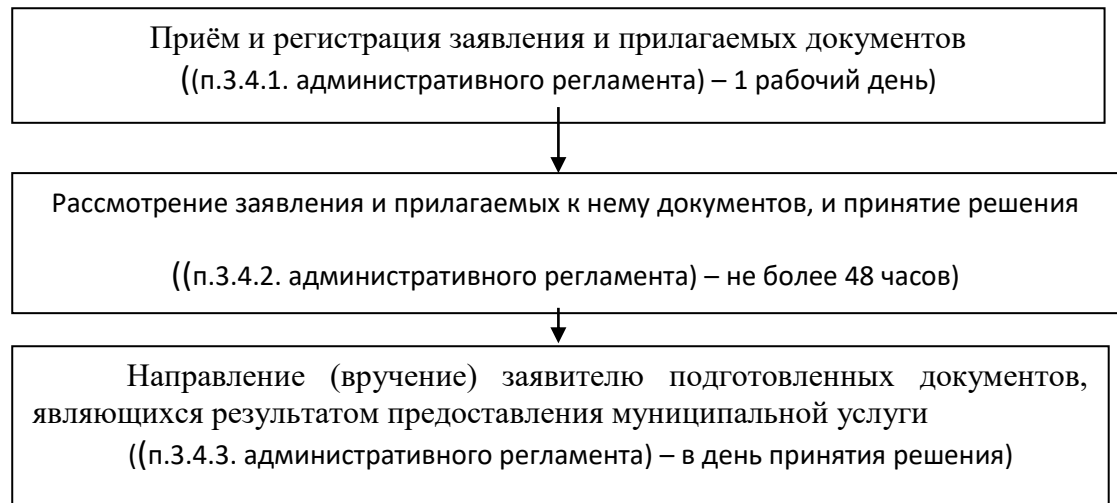 Приём и регистрация заявления и прилагаемых документов
((п.3.4.1. административного регламента) – 1 рабочий день)
Рассмотрение заявления и прилагаемых к нему документов, и принятие решения
((п.3.4.2. административного регламента) – не более 48 часов)
Направление (вручение) заявителю подготовленных документов,
являющихся результатом предоставления муниципальной услуги
((п.3.4.3. административного регламента) – в день принятия решения)